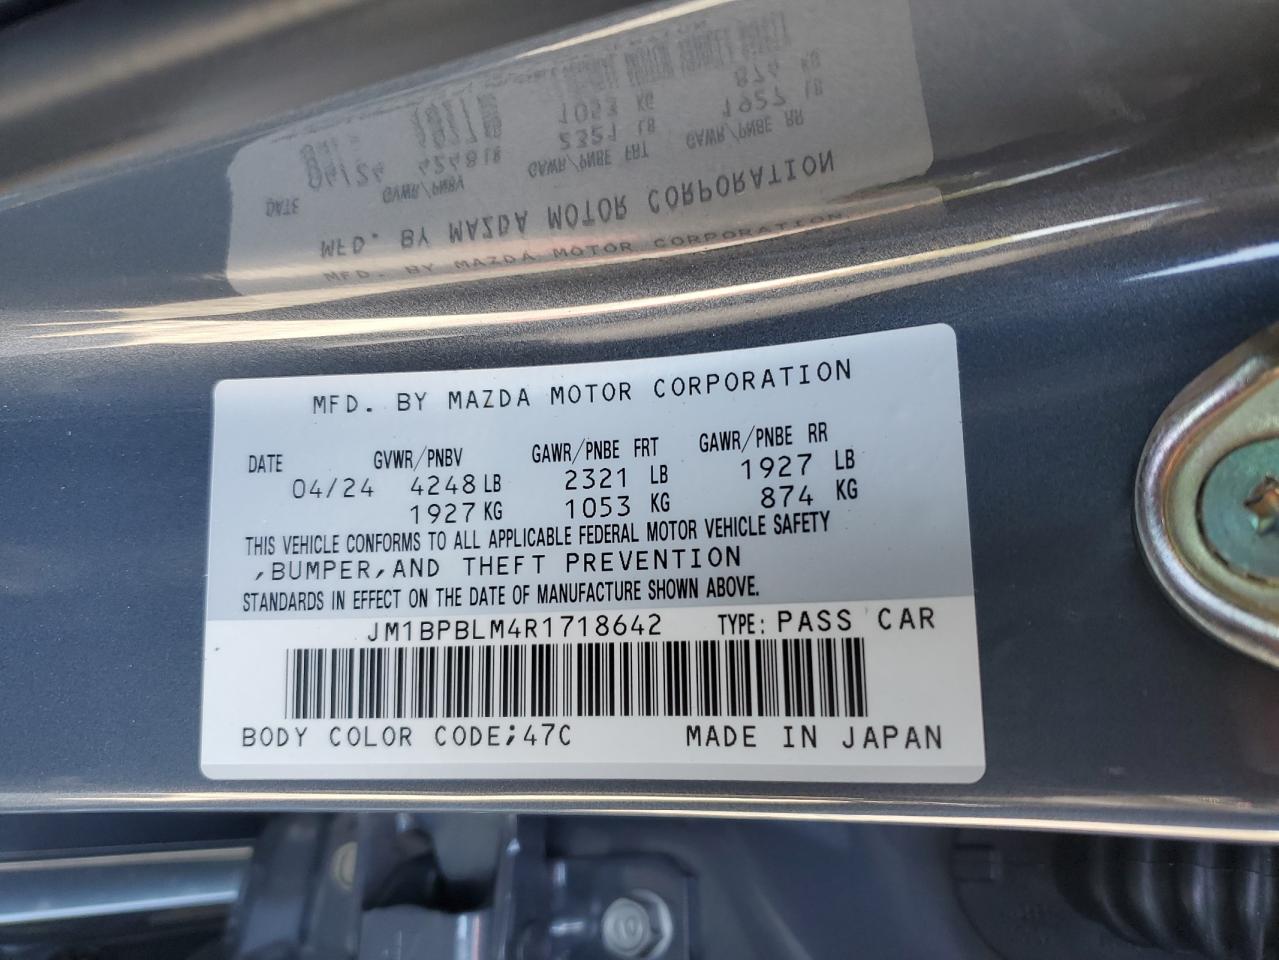 MFD. BY MAZDA MOTOR CORPORATION
DATE GVWR/PNBV GAWR/PNBE FRT GAWR/PNBE RR
04/24 4248 LB 2321 LB 1927 LB
1927 KG 1053 KG 874 KG
THIS VEHICLE CONFORMS TO ALL APPLICABLE FEDERAL MOTOR VEHICLE SAFETY
,BUMPER,AND THEFT PREVENTION
STANDARDS IN EFFECT ON THE DATE OF MANUFACTURE SHOWN ABOVE.
JM1BPBLM4R1718642 TYPE: PASS CAR
BODY COLOR CODE;47C MADE IN JAPAN